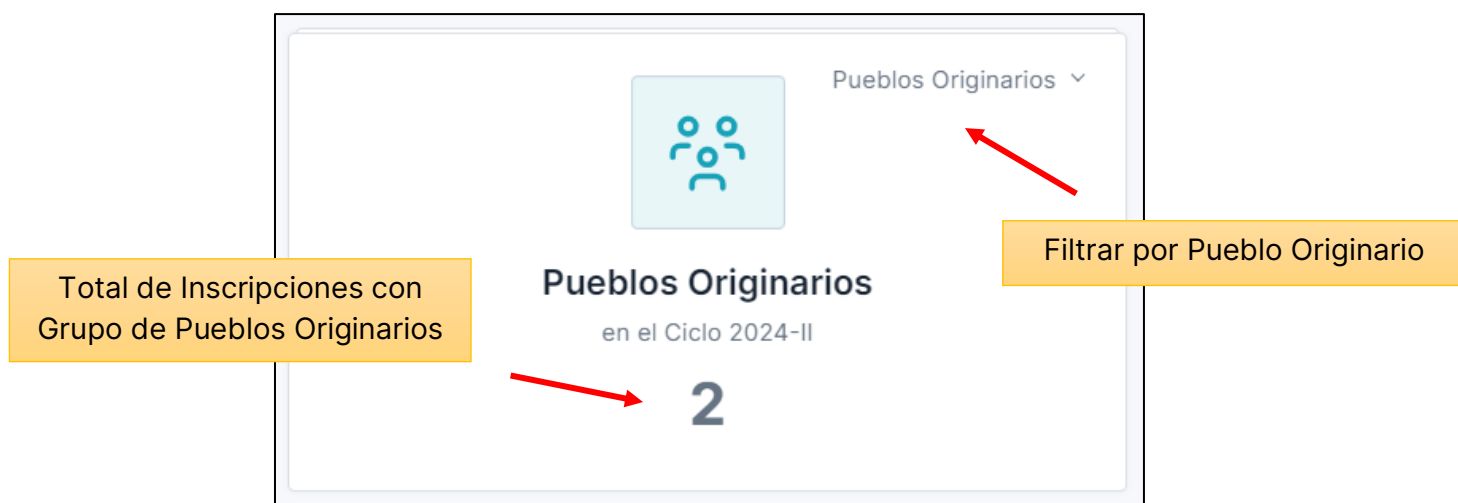 Pueblos Originarios
Filtrar por Pueblo Originario
Total de Inscripciones con
Grupo de Pueblos Originarios
Pueblos Originarios
en el Ciclo 2024-II
2